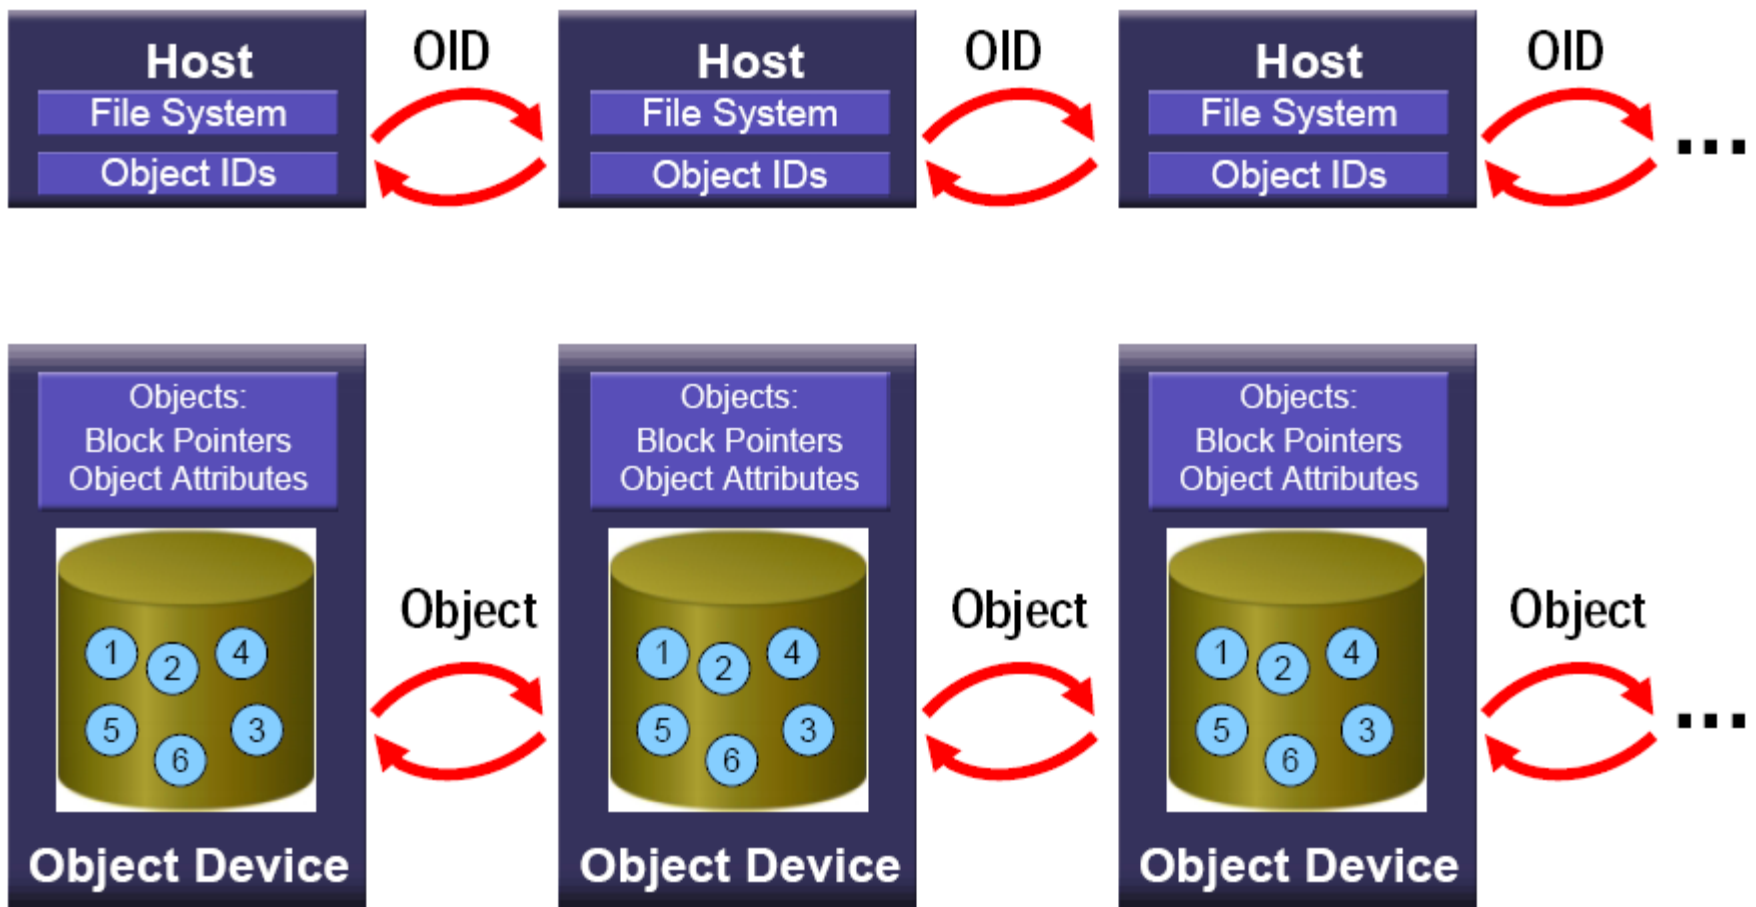 Host
File System
Object IDs
OID
Host
File System
Object IDs
OID
Host
File System
Object IDs
OID
...
Objects:
Block Pointers
Object Attributes
1
2
4
5
3
6
Object Device
Object
Objects:
Block Pointers
Object Attributes
1
2
4
5
3
6
Object Device
Object
Objects:
Block Pointers
Object Attributes
1
2
4
5
3
6
Object Device
Object
...